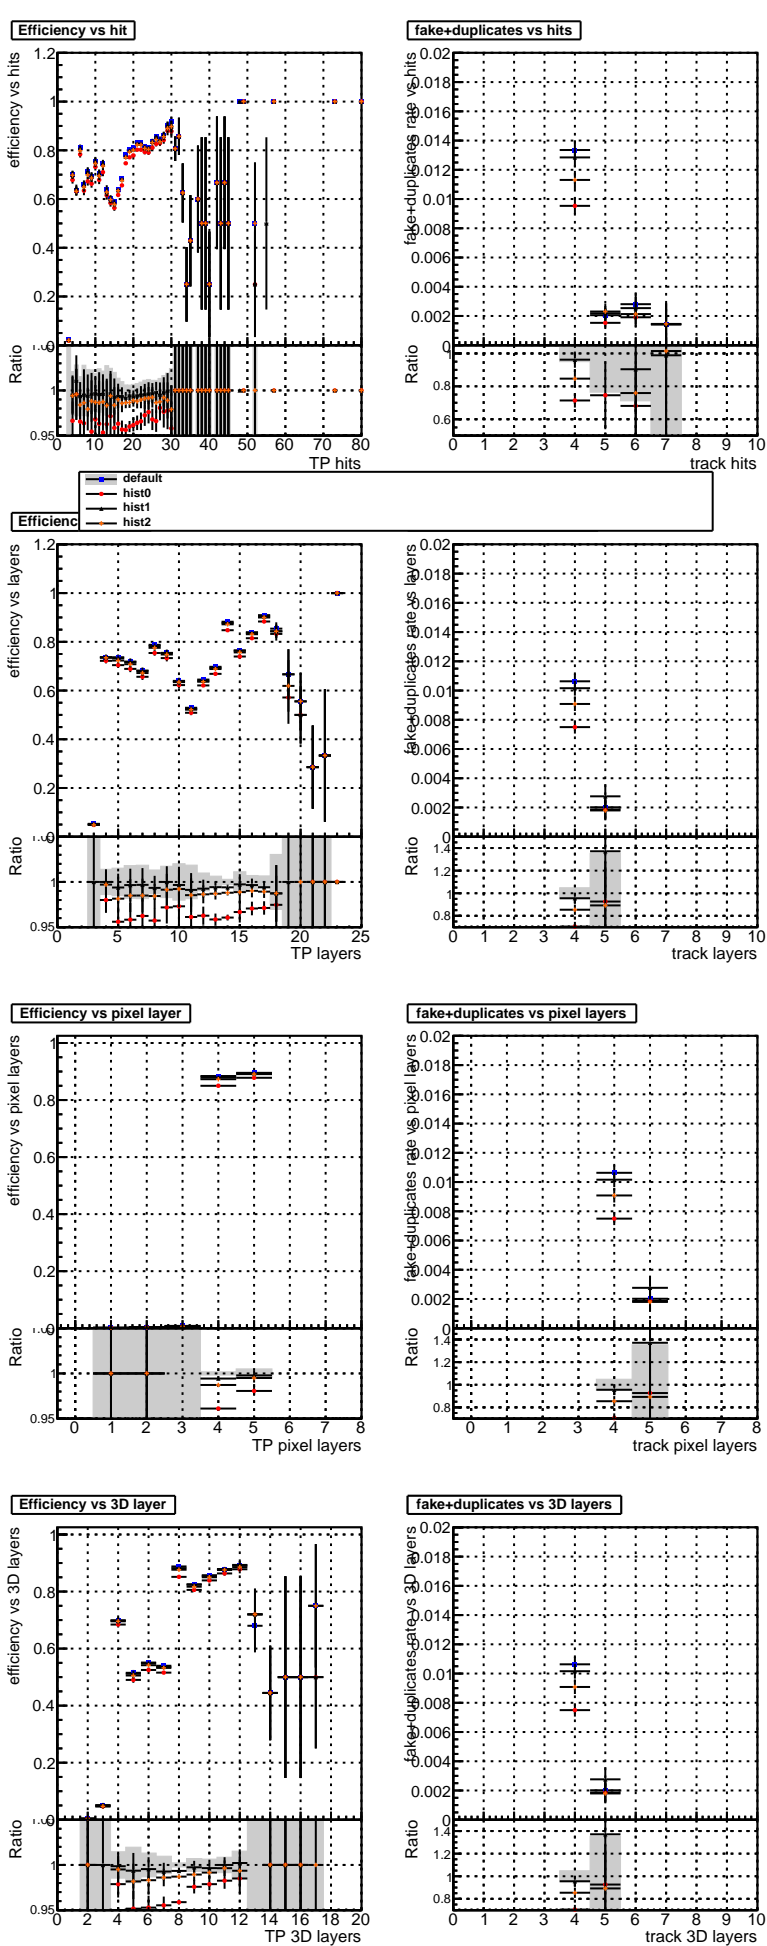 Efficiency vs hit
fake+duplicates vs hits
efficiency vs hits
1.2
1
0.8
0.6
0.4
0.2
0
Ratio
1
0.95
0 10 20 30 40 50 60 70 80
TP hits
fake+duplicates rate vs hits
0.02
0.018
0.016
0.014
0.012
0.01
0.008
0.006
0.004
0.002
0
Ratio
1
0.8
0.6
0 1 2 3 4 5 6 7 8 9 10
track hits
default
hist0
hist1
hist2
Efficienc
efficiency vs layers
1.2
1
0.8
0.6
0.4
0.2
0
Ratio
1
0.95
0 5 10 15 20 25
TP layers
fake+duplicates rate vs layers
0.02
0.018
0.016
0.014
0.012
0.01
0.008
0.006
0.004
0.002
0
Ratio
1.4
1.2
1
0.8
0 1 2 3 4 5 6 7 8 9 10
track layers
Efficiency vs pixel layer
fake+duplicates vs pixel layers
efficiency vs pixel layers
1
0.8
0.6
0.4
0.2
Ratio
1
0.95
0 1 2 3 4 5 6 7 8
TP pixel layers
fake+duplicates rate vs pixel layers
0.02
0.018
0.016
0.014
0.012
0.01
0.008
0.006
0.004
0.002
0
Ratio
1.4
1.2
1
0.8
0 1 2 3 4 5 6 7 8
track pixel layers
Efficiency vs 3D layer
fake+duplicates vs 3D layers
efficiency vs 3D layers
1
0.8
0.6
0.4
0.2
Ratio
1
0.95
0 2 4 6 8 10 12 14 16 18 20
TP 3D layers
fake+duplicates rate vs 3D layers
0.02
0.018
0.016
0.014
0.012
0.01
0.008
0.006
0.004
0.002
0
Ratio
1.4
1.2
1
0.8
0 1 2 3 4 5 6 7 8 9 10
track 3D layers